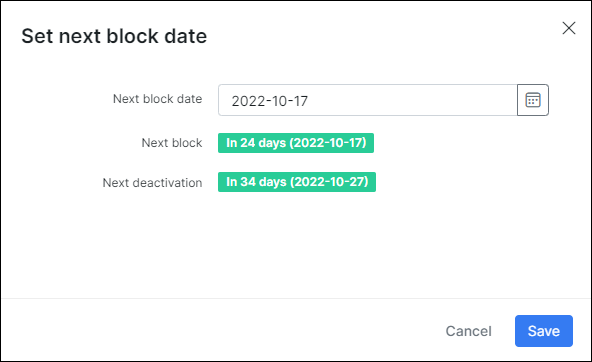 Set next block date
Next block date 2022-10-17
Next block In 24 days (2022-10-17)
Next deactivation In 34 days (2022-10-27)
Cancel Save